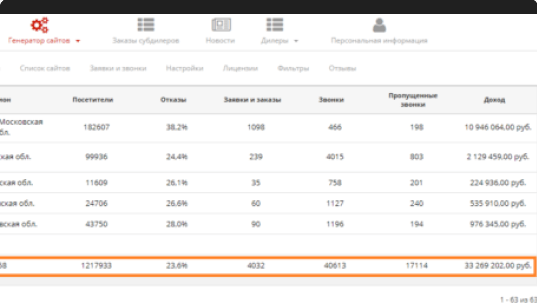 Генератор сайтов Заказы субдилеров Новости Дилеры Персональная информация
Список сайтов Заявки и звонки Настройки Лицензии Фильтры Отзывы
Посетители Отказы Заявки и заказы Звонки Пропущенные звонки Доход
Московская
182607 38,2% 1098 466 198 10 946 064,00 руб.
бл.
кая обл. 99936 24,4% 239 4015 803 2 129 459,00 руб.
ская обл. 11609 26,1% 35 758 201 224 936,00 руб.
ская обл. 24706 26,6% 60 1127 240 535 910,00 руб.
вская обл. 43750 28,0% 90 1196 194 976 345,00 руб.
68 1217933 23,6% 4032 40613 17114 33 269 202,00 руб.
1 - 63 из 63